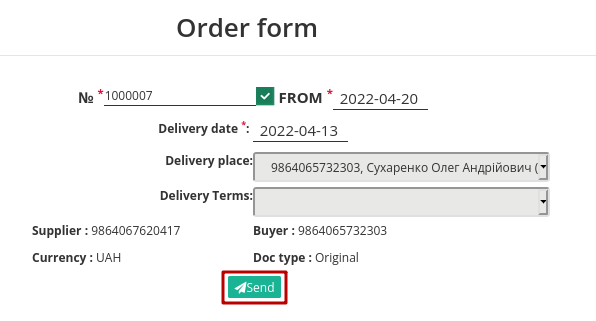 Order form
№ *1000007 FROM * 2022-04-20
Delivery date *: 2022-04-13
Delivery place: 9864065732303, Сухаренко Олег Андрійович (
Delivery Terms:
Supplier : 9864067620417 Buyer : 9864065732303
Currency : UAH Doc type : Original
Send